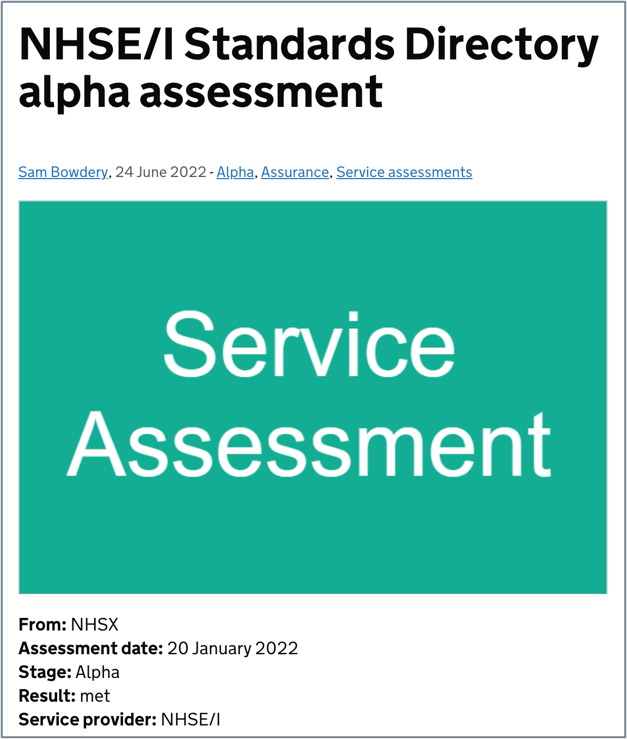 NHSE/I Standards Directory
alpha assessment
Sam Bowdery, 24 June 2022 - Alpha, Assurance, Service assessments
Service
Assessment
From: NHSX
Assessment date: 20 January 2022
Stage: Alpha
Result: met
Service provider: NHSE/I